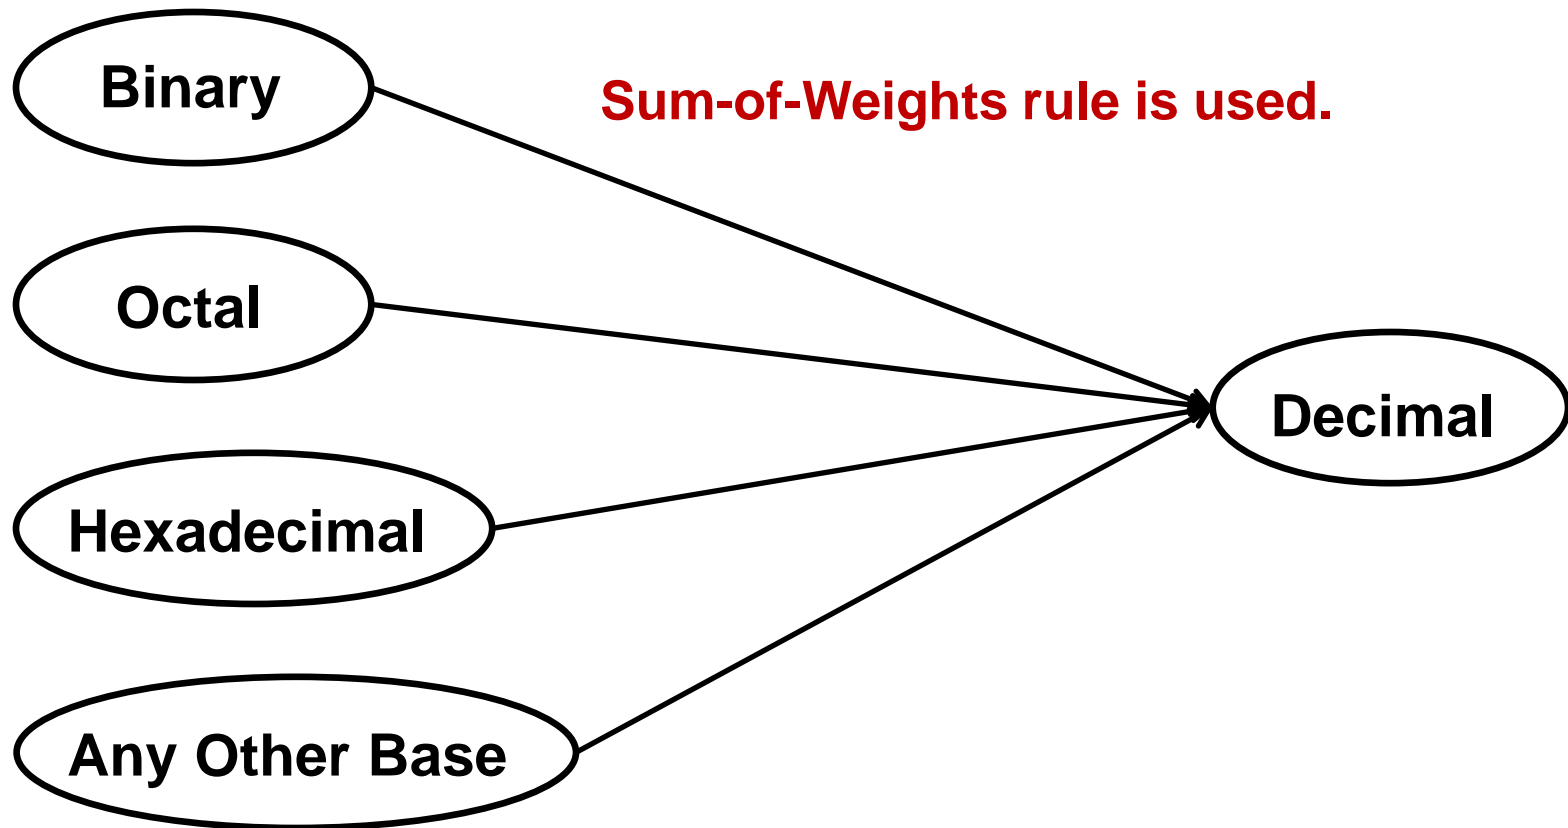 Binary
Sum-of-Weights rule is used.
Octal
Decimal
Hexadecimal
Any Other Base